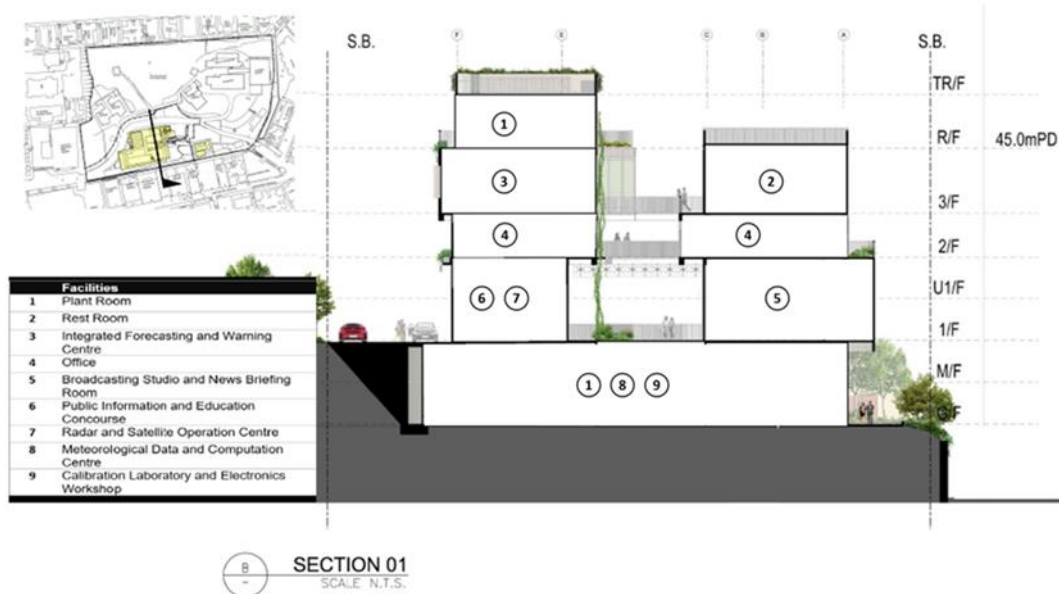 S.B.
F
E
C
B
A
S.B.
TR/F
1
R/F
45.0mPD
3
2
3/F
4
4
2/F
6 7
5
U1/F
1/F
1 8 9
M/F
G/F
Facilities
1 Plant Room
2 Rest Room
3 Integrated Forecasting and Warning
Centre
4 Office
5 Broadcasting Studio and News Briefing
Room
6 Public Information and Education
Concourse
7 Radar and Satellite Operation Centre
8 Meteorological Data and Computation
Centre
9 Calibration Laboratory and Electronics
Workshop
B
-
SECTION 01
SCALE N.T.S.